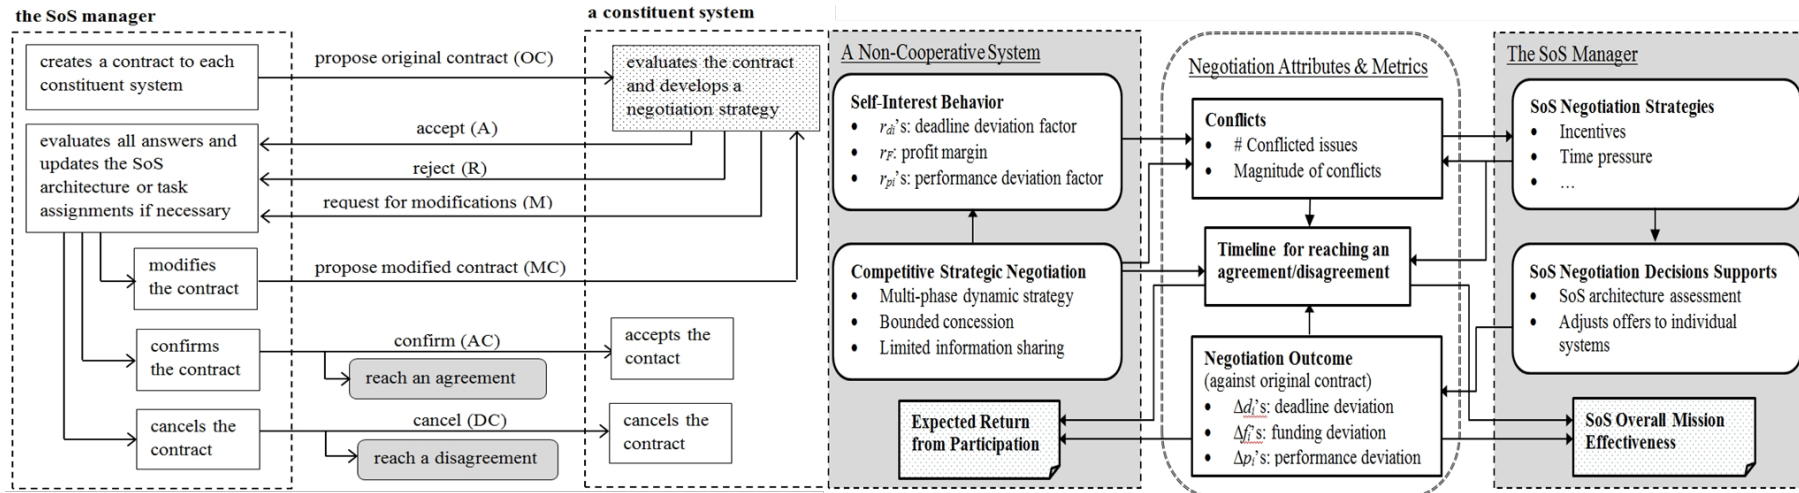 the SoS manager
a constituent system
creates a contract to each
constituent system
propose original contract (OC)
evaluates the contract
and develops a
negotiation strategy
evaluates all answers and
updates the SoS
architecture or task
assignments if necessary
accept (A)
reject (R)
request for modifications (M)
modifies
the contract
propose modified contract (MC)
confirms
the contract
confirm (AC)
reach an agreement
accepts the
contact
cancels the
contract
cancel (DC)
reach a disagreement
cancels the
contract
A Non-Cooperative System
Self-Interest Behavior
• rdi's: deadline deviation factor
• rF: profit margin
• rpi's: performance deviation factor
Competitive Strategic Negotiation
• Multi-phase dynamic strategy
• Bounded concession
• Limited information sharing
Expected Return
from Participation
Negotiation Attributes & Metrics
Conflicts
• # Conflicted issues
• Magnitude of conflicts
Timeline for reaching an
agreement/disagreement
Negotiation Outcome
(against original contract)
• Δdi's: deadline deviation
• Δfi's: funding deviation
• Δpi's: performance deviation
The SoS Manager
SoS Negotiation Strategies
• Incentives
• Time pressure
• …
SoS Negotiation Decisions Supports
• SoS architecture assessment
• Adjusts offers to individual
systems
SoS Overall Mission
Effectiveness